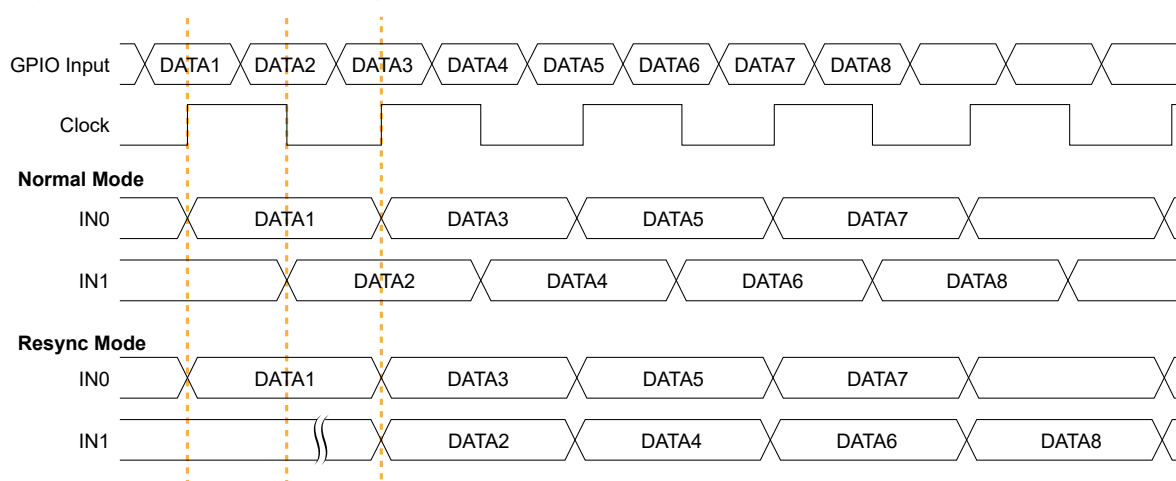 GPIO Input DATA1 DATA2 DATA3 DATA4 DATA5 DATA6 DATA7 DATA8
Clock
Normal Mode
IN0 DATA1 DATA3 DATA5 DATA7
IN1 DATA2 DATA4 DATA6 DATA8
Resync Mode
IN0 DATA1 DATA3 DATA5 DATA7
IN1 DATA2 DATA4 DATA6 DATA8